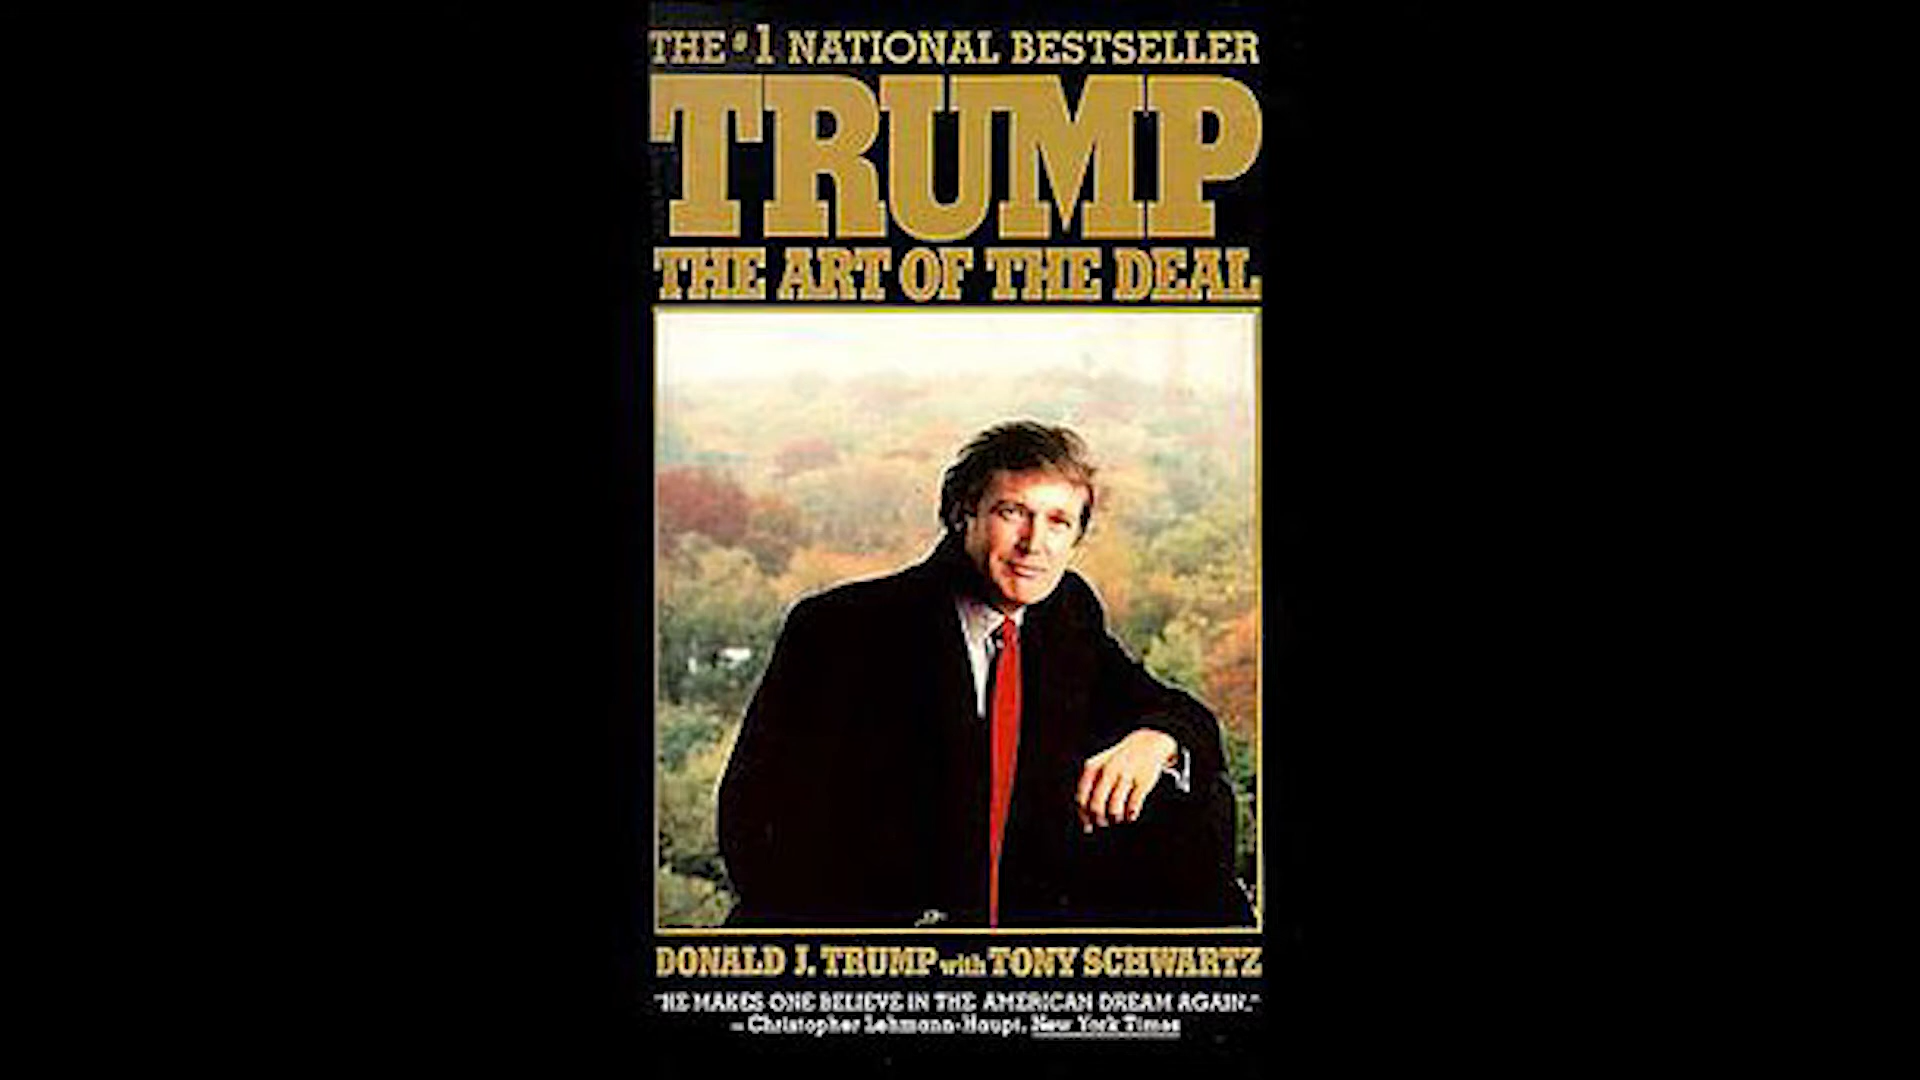 THE #1 NATIONAL BESTSELLER
TRUMP
THE ART OF THE DEAL
DONALD J. TRUMP with TONY SCHWARTZ
"HE MAKES ONE BELIEVE IN THE AMERICAN DREAM AGAIN."
– Christopher Lehmann-Haupt, New York Times